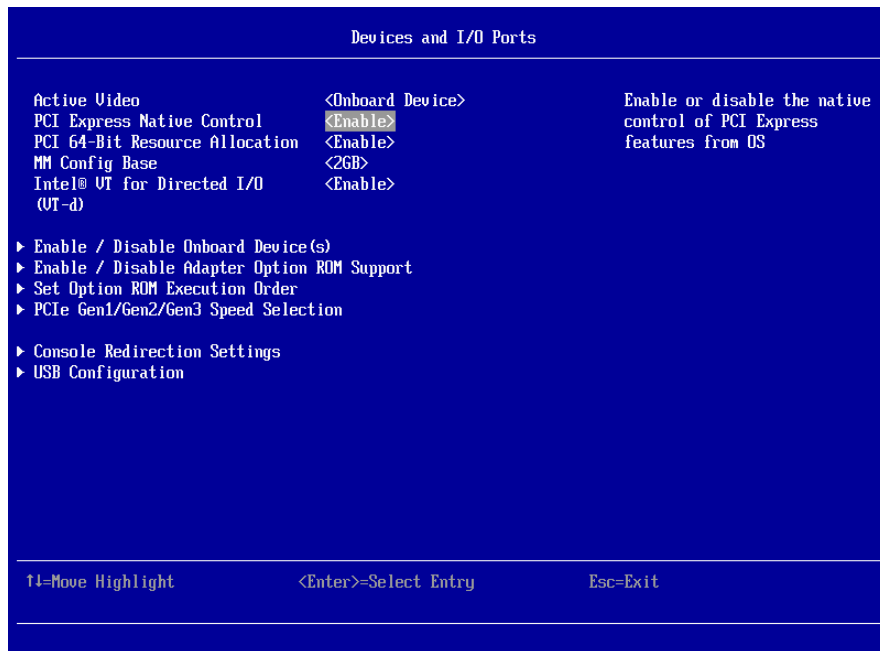 Devices and I/O Ports
Active Video <Onboard Device> Enable or disable the native
PCI Express Native Control <Enable> control of PCI Express
PCI 64-Bit Resource Allocation <Enable> features from OS
MM Config Base <2GB>
Intel® VT for Directed I/O <Enable>
(VT-d)
▶ Enable / Disable Onboard Device(s)
▶ Enable / Disable Adapter Option ROM Support
▶ Set Option ROM Execution Order
▶ PCIe Gen1/Gen2/Gen3 Speed Selection
▶ Console Redirection Settings
▶ USB Configuration
↑↓=Move Highlight <Enter>=Select Entry Esc=Exit